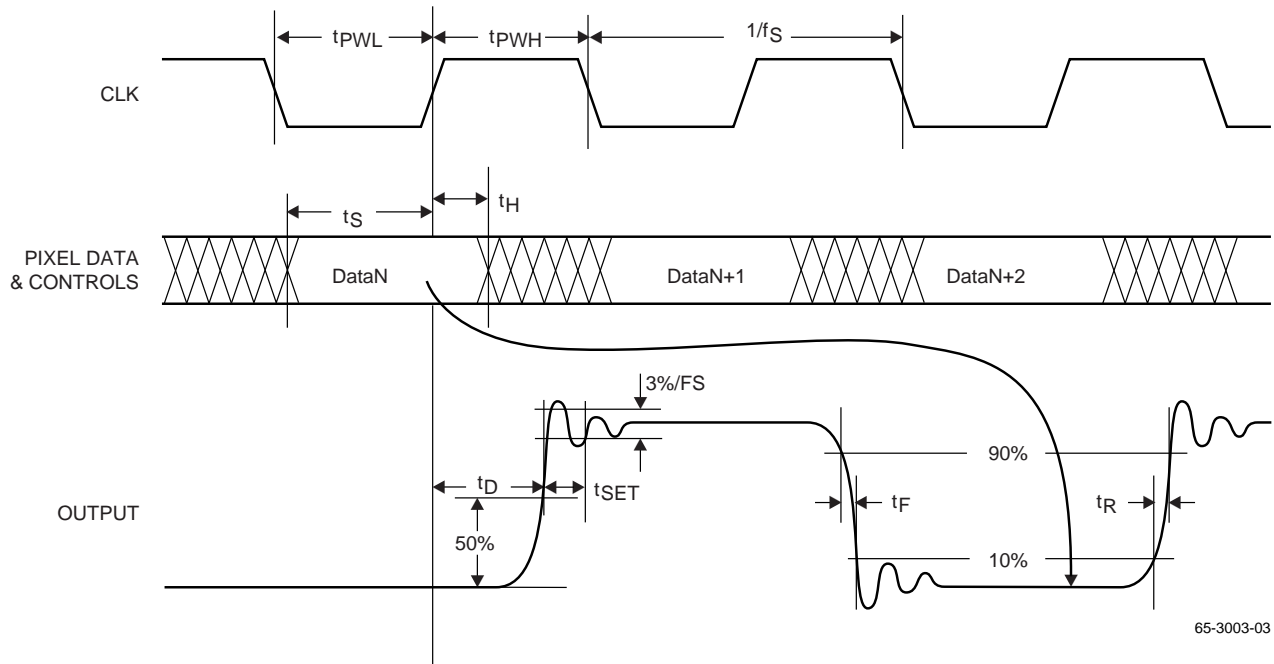 tPWL
tPWH
1/fS
CLK
tS
tH
PIXEL DATA
& CONTROLS
DataN
DataN+1
DataN+2
3%/FS
90%
tD
tSET
tF
tR
OUTPUT
50%
10%
65-3003-03